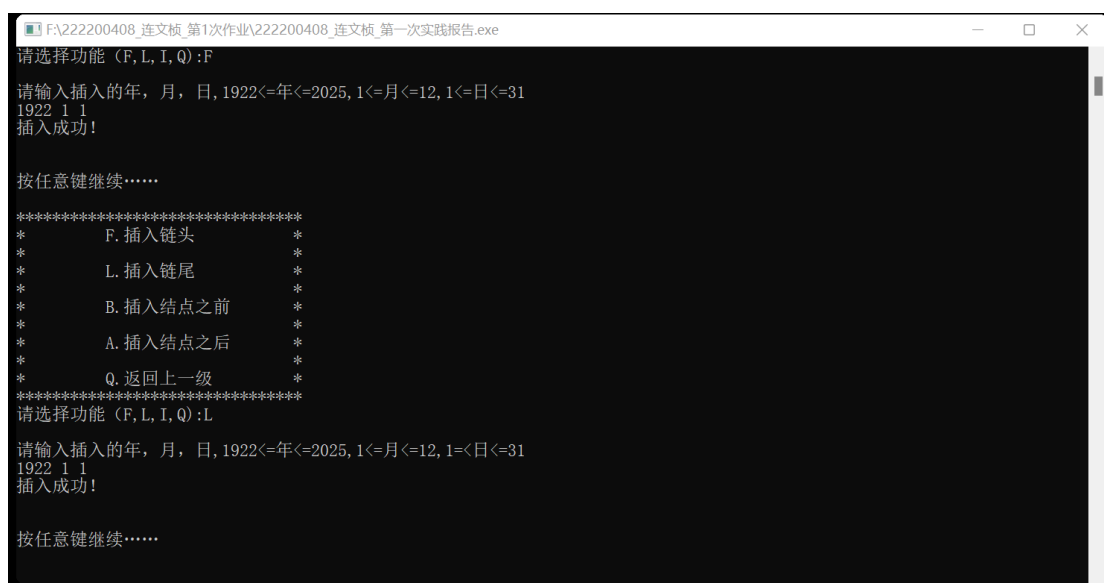 F:\222200408_连文桢_第1次作业\222200408_连文桢_第一次实践报告.exe
请选择功能 (F,L,I,Q):F
请输入插入的年，月，日,1922<=年<=2025,1<=月<=12,1<=日<=31
1922 1 1
插入成功!
按任意键继续……
********************************
* F.插入链头 *
* *
* L.插入链尾 *
* *
* B.插入结点之前 *
* *
* A.插入结点之后 *
* *
* Q.返回上一级 *
********************************
请选择功能 (F,L,I,Q):L
请输入插入的年，月，日,1922<=年<=2025,1<=月<=12,1=<日<=31
1922 1 1
插入成功!
按任意键继续……